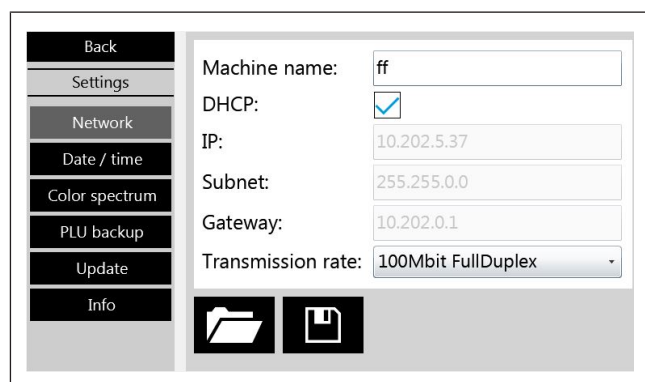 Back
Settings
Network
Date / time
Color spectrum
PLU backup
Update
Info
Machine name: ff
DHCP:
IP: 10.202.5.37
Subnet: 255.255.0.0
Gateway: 10.202.0.1
Transmission rate: 100Mbit FullDuplex